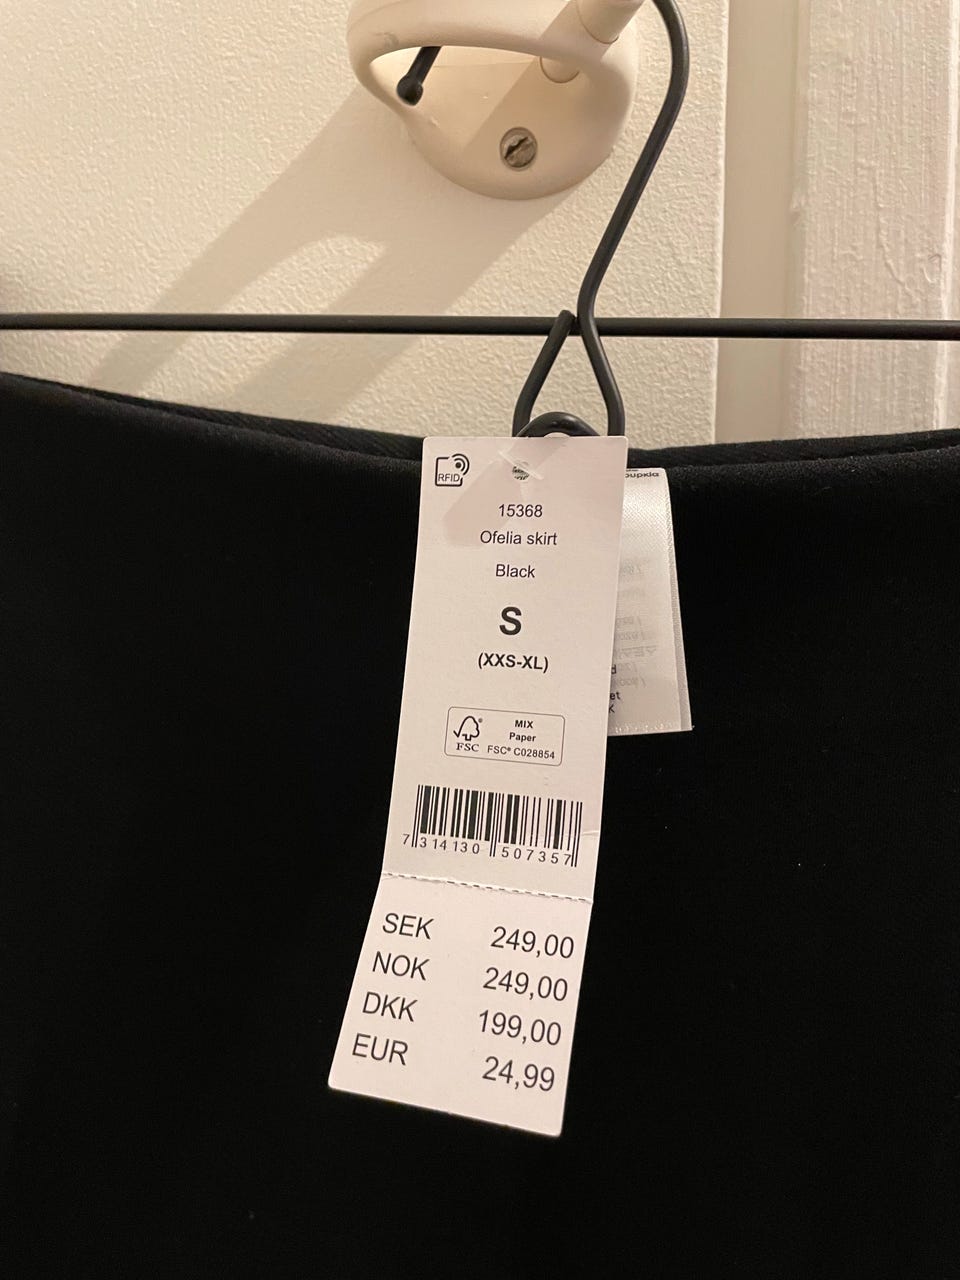 RFID
15368
Ofelia skirt
Black
S
(XXS-XL)
MIX
Paper
FSC® C028854
FSC
7 314130 507357
SEK 249,00
NOK 249,00
DKK 199,00
EUR 24,99